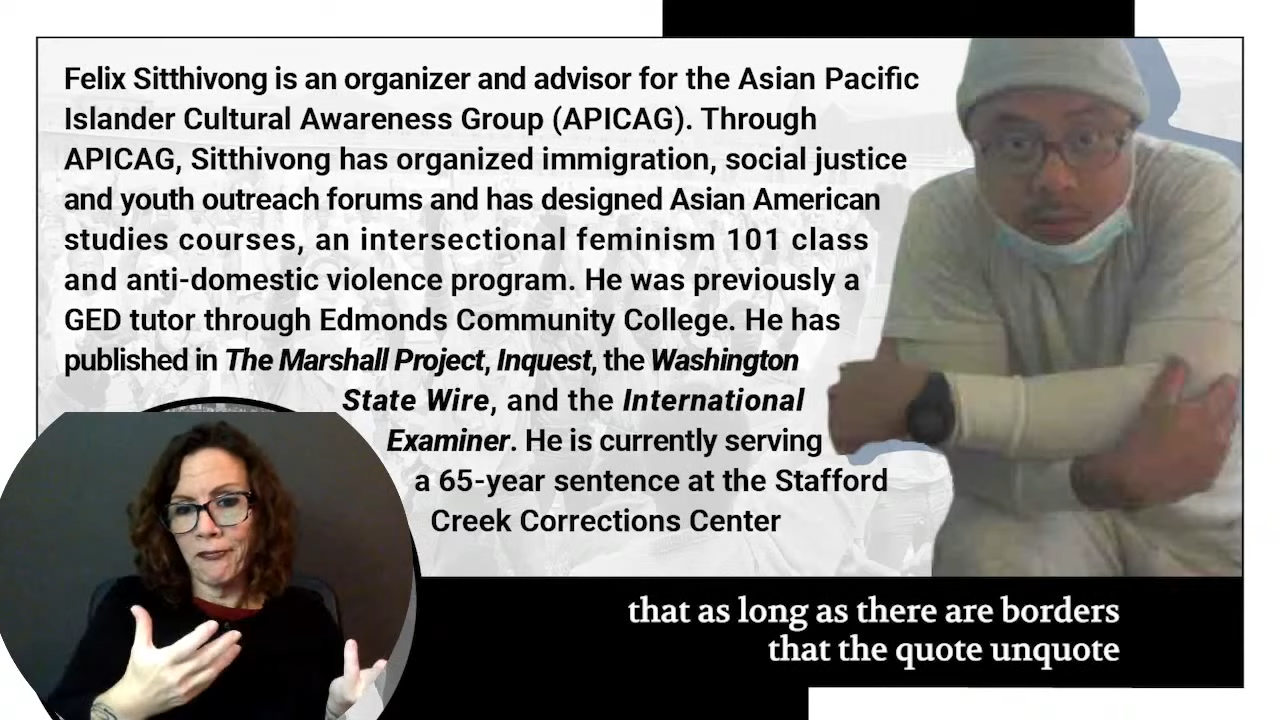 Felix Sitthivong is an organizer and advisor for the Asian Pacific
Islander Cultural Awareness Group (APICAG). Through
APICAG, Sitthivong has organized immigration, social justice
and youth outreach forums and has designed Asian American
studies courses, an intersectional feminism 101 class
and anti-domestic violence program. He was previously a
GED tutor through Edmonds Community College. He has
published in The Marshall Project, Inquest, the Washington
State Wire, and the International
Examiner. He is currently serving
a 65-year sentence at the Stafford
Creek Corrections Center
that as long as there are borders
that the quote unquote